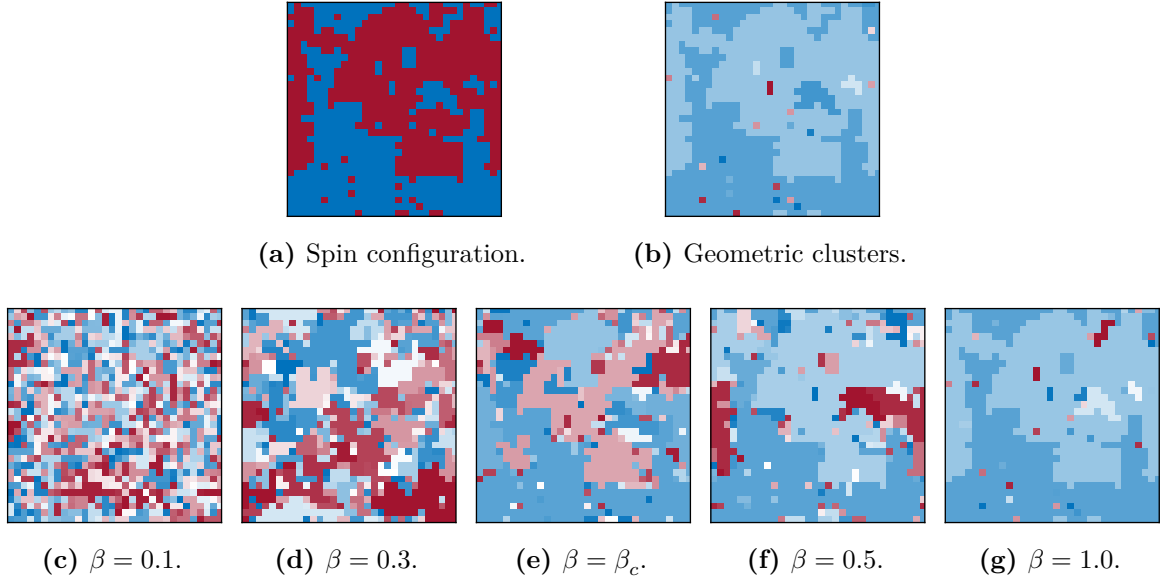 (a) Spin configuration.
(b) Geometric clusters.
(c) β = 0.1.
(d) β = 0.3.
(e) β = β_c.
(f) β = 0.5.
(g) β = 1.0.